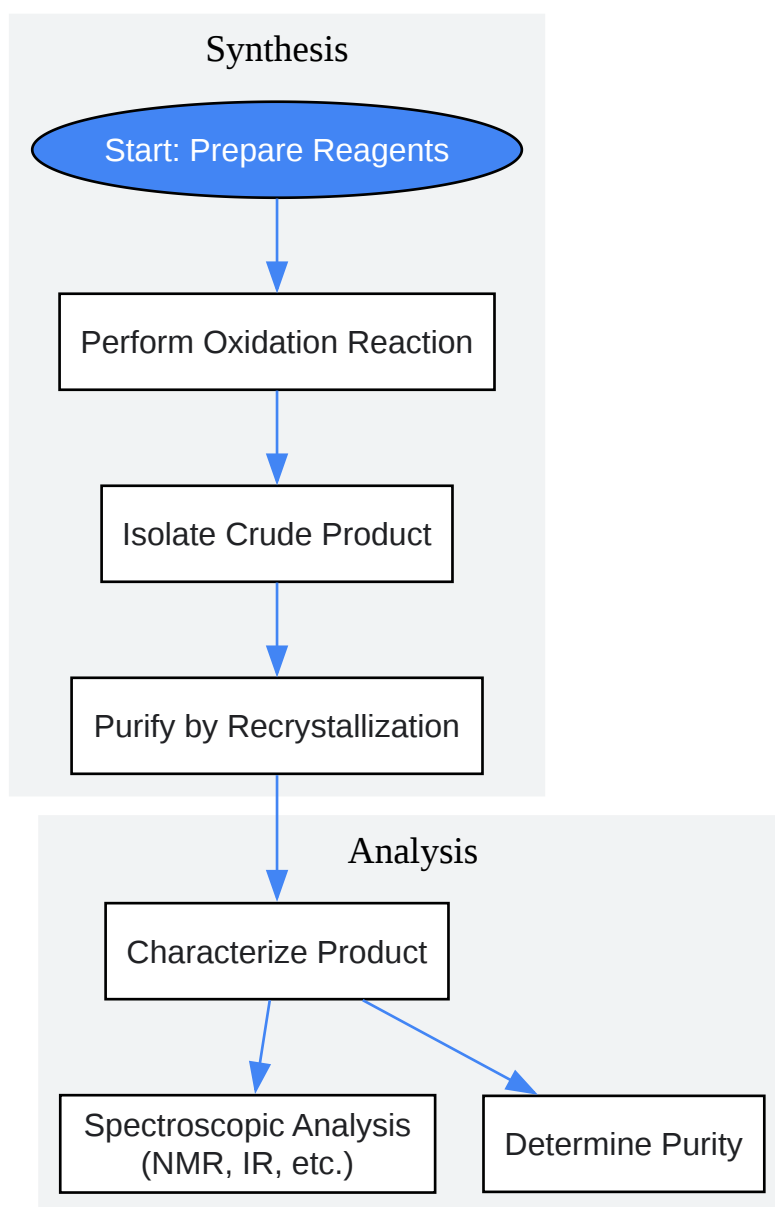 Synthesis
Start: Prepare Reagents
Perform Oxidation Reaction
Isolate Crude Product
Purify by Recrystallization
Analysis
Characterize Product
Spectroscopic Analysis
(NMR, IR, etc.)
Determine Purity